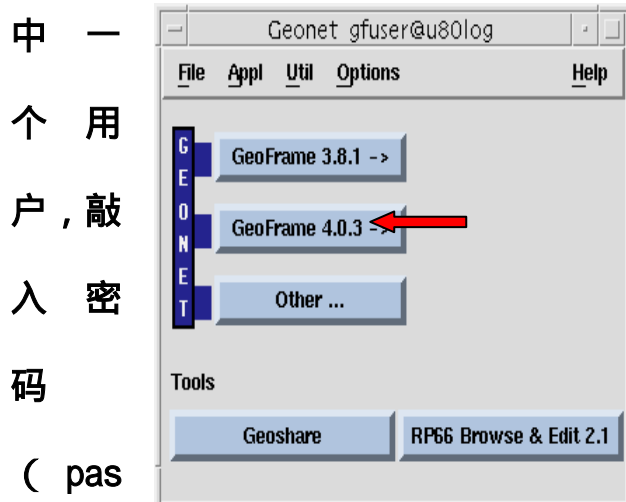 中 一
个 用
户,敲
入 密
码
( pas
Geonet gfuser@u80log
File Appl Util Options Help
GEONET
GeoFrame 3.8.1 ->
GeoFrame 4.0.3 ->
Other ...
Tools
Geoshare
RP66 Browse & Edit 2.1